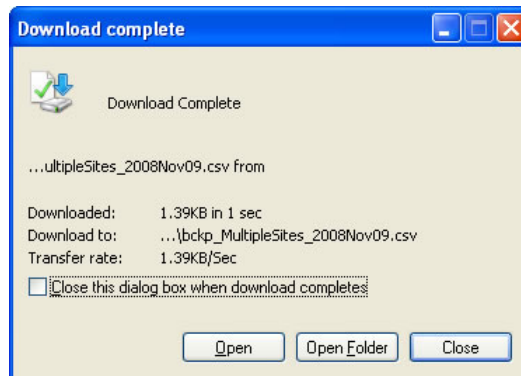 Download complete
Download Complete
...ultipleSites_2008Nov09.csv from
Downloaded: 1.39KB in 1 sec
Download to: ...\bckp_MultipleSites_2008Nov09.csv
Transfer rate: 1.39KB/Sec
Close this dialog box when download completes
Open Open Folder Close